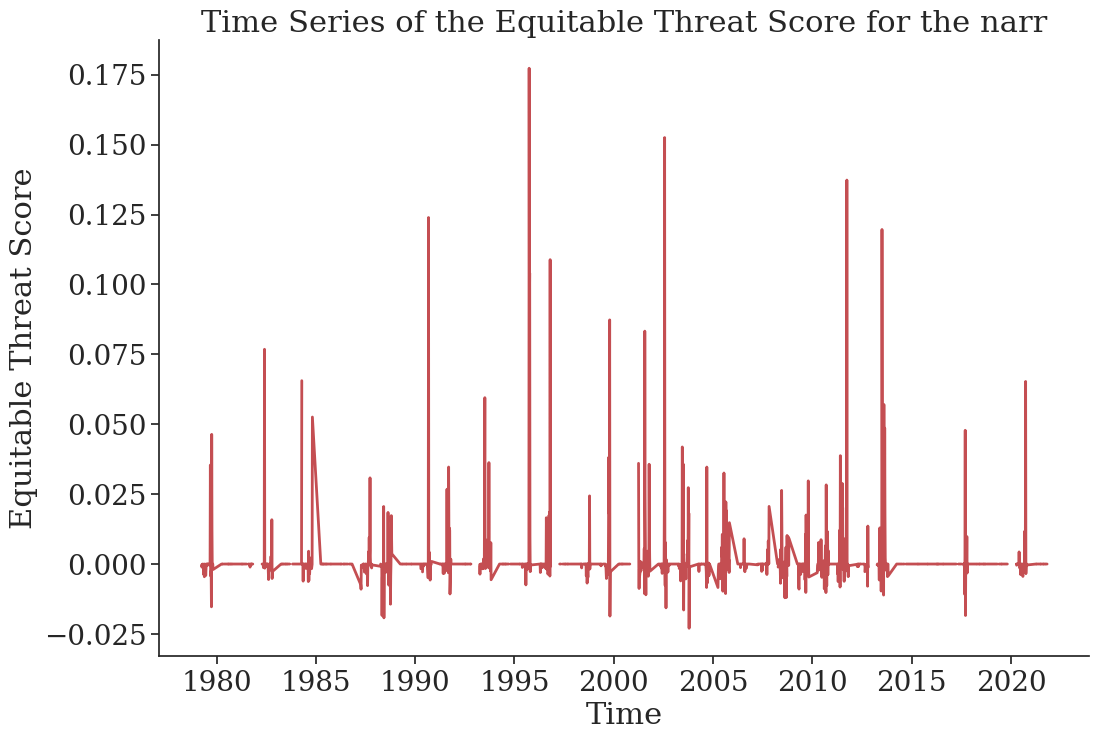 Time Series of the Equitable Threat Score for the narr
Equitable Threat Score
0.175
0.150
0.125
0.100
0.075
0.050
0.025
0.000
−0.025
1980 1985 1990 1995 2000 2005 2010 2015 2020
Time